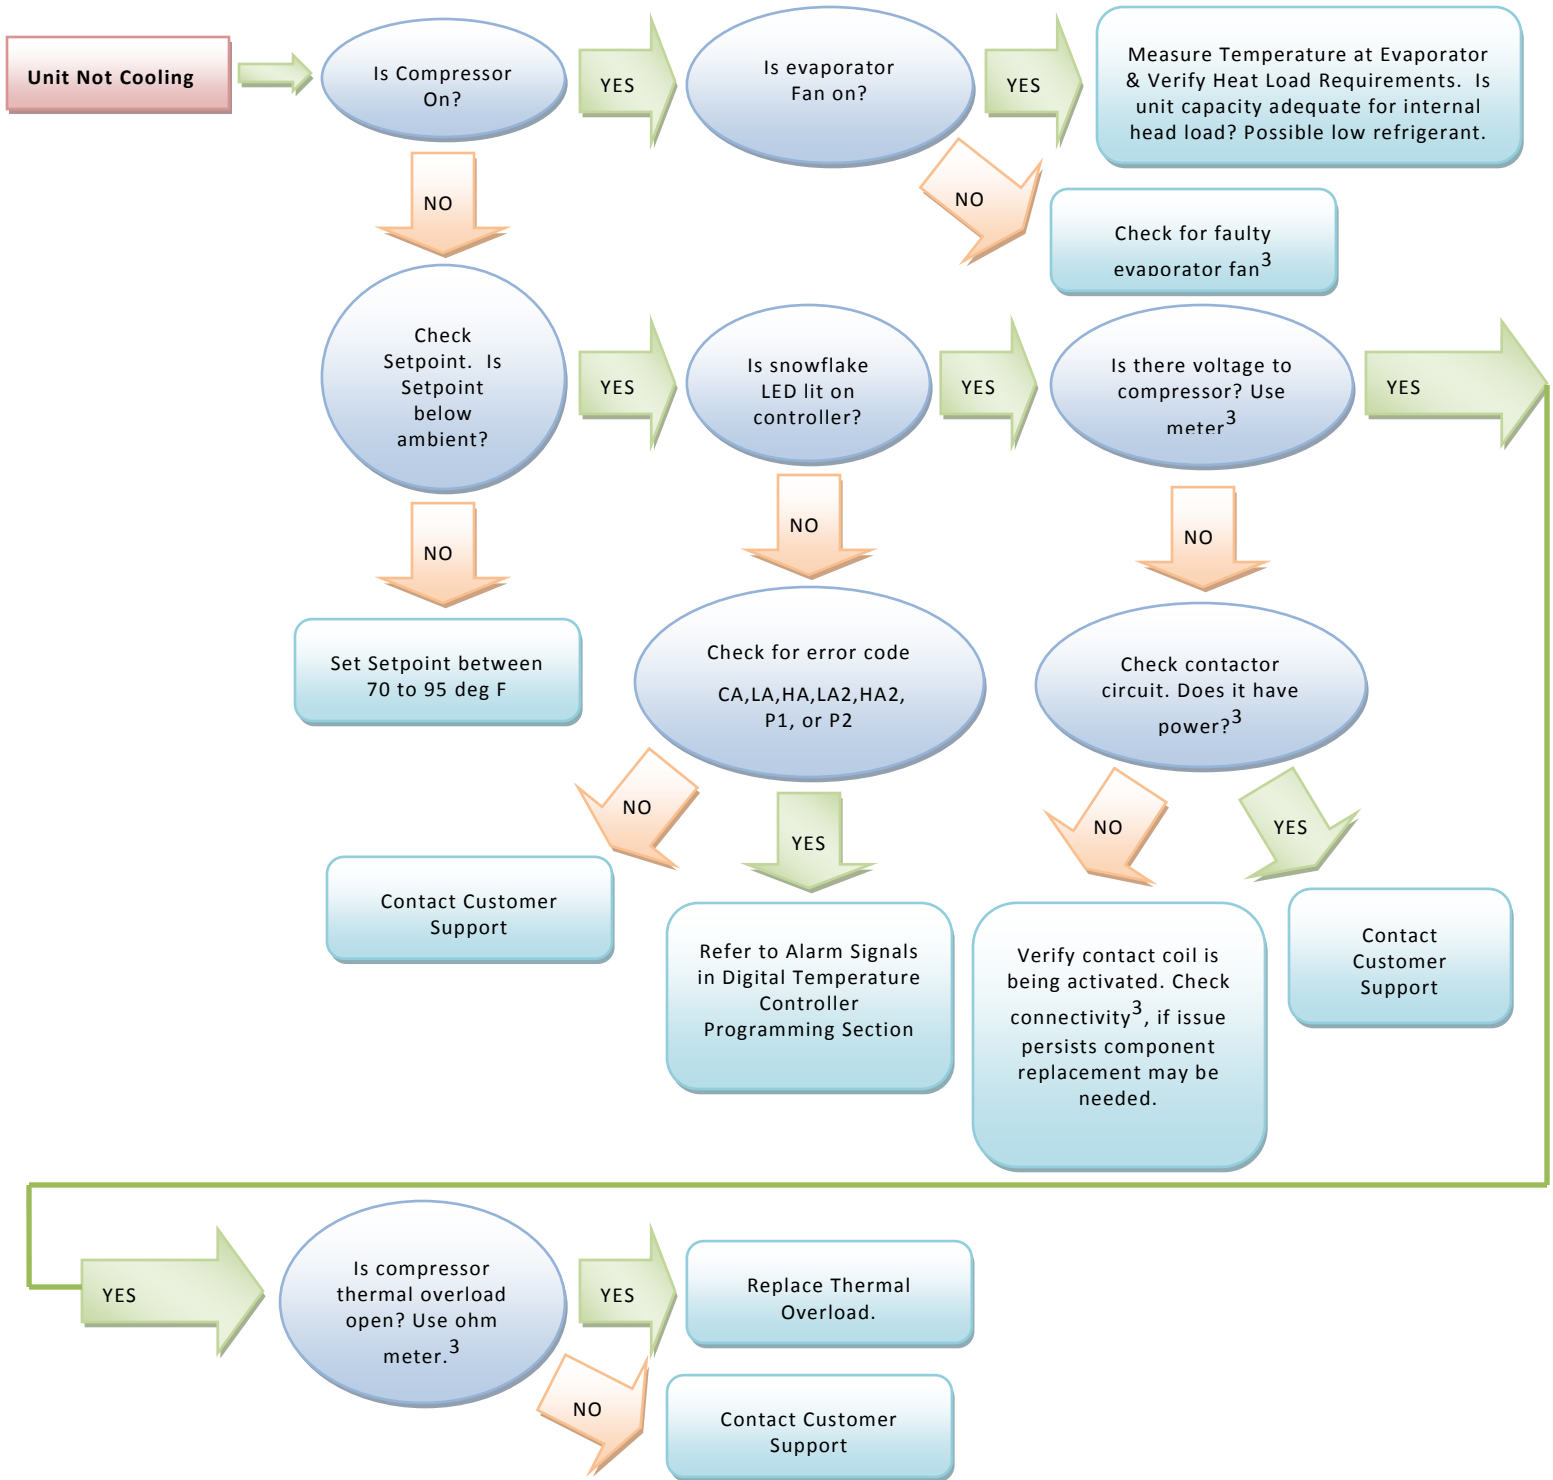 Unit Not Cooling
Is Compressor
On?
YES
Is evaporator
Fan on?
YES
Measure Temperature at Evaporator
& Verify Heat Load Requirements.  Is
unit capacity adequate for internal
head load? Possible low refrigerant.
NO
NO
Check for faulty
evaporator fan3
Check
Setpoint.  Is
Setpoint
below
ambient?
YES
Is snowflake
LED lit on
controller?
YES
Is there voltage to
compressor? Use
meter3
YES
NO
NO
NO
Set Setpoint between
70 to 95 deg F
Check for error code
CA,LA,HA,LA2,HA2,
P1, or P2
Check contactor
circuit. Does it have
power?3
NO
YES
NO
YES
Contact Customer
Support
Refer to Alarm Signals
in Digital Temperature
Controller
Programming Section
Verify contact coil is
being activated. Check
connectivity3, if issue
persists component
replacement may be
needed.
Contact
Customer
Support
YES
Is compressor
thermal overload
open? Use ohm
meter.3
YES
Replace Thermal
Overload.
NO
Contact Customer
Support